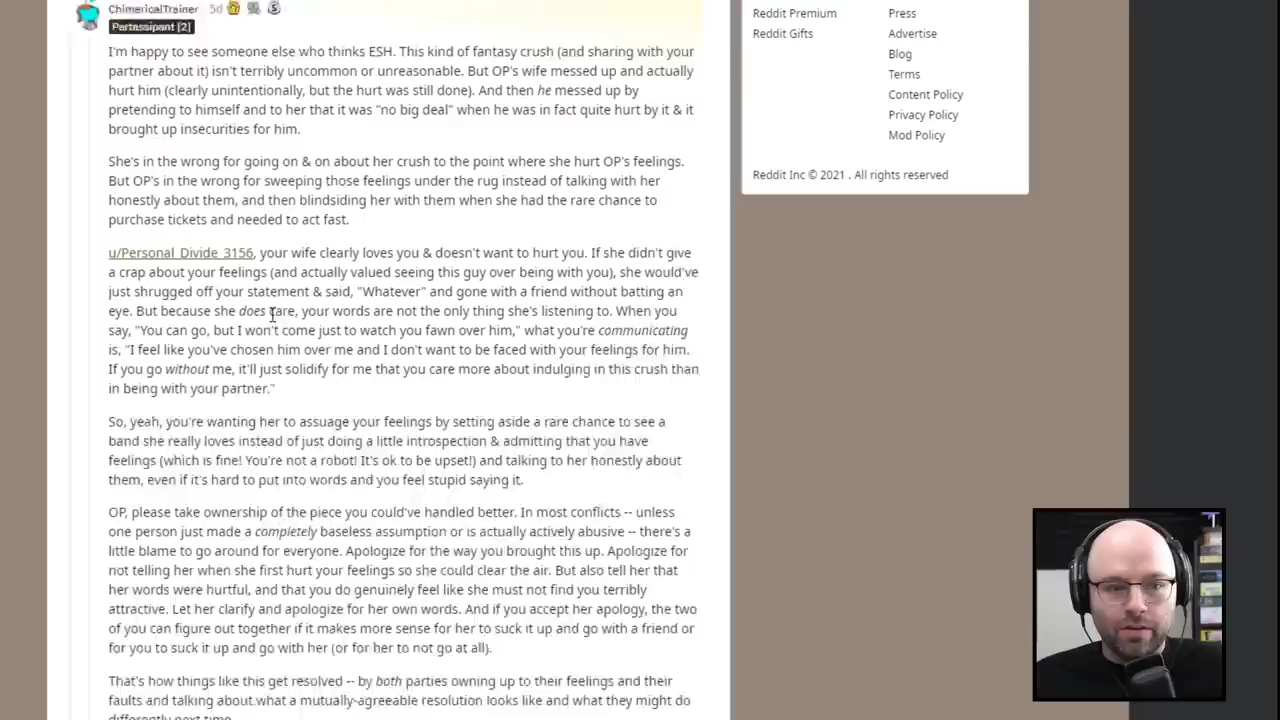 ChimericalTrainer 5d
Partassipant [2]
I'm happy to see someone else who thinks ESH. This kind of fantasy crush (and sharing with your
partner about it) isn't terribly uncommon or unreasonable. But OP's wife messed up and actually
hurt him (clearly unintentionally, but the hurt was still done). And then he messed up by
pretending to himself and to her that it was "no big deal" when he was in fact quite hurt by it & it
brought up insecurities for him.
She's in the wrong for going on & on about her crush to the point where she hurt OP's feelings.
But OP's in the wrong for sweeping those feelings under the rug instead of talking with her
honestly about them, and then blindsiding her with them when she had the rare chance to
purchase tickets and needed to act fast.
u/Personal_Divide_3156, your wife clearly loves you & doesn't want to hurt you. If she didn't give
a crap about your feelings (and actually valued seeing this guy over being with you), she would've
just shrugged off your statement & said, "Whatever" and gone with a friend without batting an
eye. But because she does care, your words are not the only thing she's listening to. When you
say, "You can go, but I won't come just to watch you fawn over him," what you're communicating
is, "I feel like you've chosen him over me and I don't want to be faced with your feelings for him.
If you go without me, it'll just solidify for me that you care more about indulging in this crush than
in being with your partner."
So, yeah, you're wanting her to assuage your feelings by setting aside a rare chance to see a
band she really loves instead of just doing a little introspection & admitting that you have
feelings (which is fine! You're not a robot! It's ok to be upset!) and talking to her honestly about
them, even if it's hard to put into words and you feel stupid saying it.
OP, please take ownership of the piece you could've handled better. In most conflicts -- unless
one person just made a completely baseless assumption or is actually actively abusive -- there's a
little blame to go around for everyone. Apologize for the way you brought this up. Apologize for
not telling her when she first hurt your feelings so she could clear the air. But also tell her that
her words were hurtful, and that you do genuinely feel like she must not find you terribly
attractive. Let her clarify and apologize for her own words. And if you accept her apology, the two
of you can figure out together if it makes more sense for her to suck it up and go with a friend or
for you to suck it up and go with her (or for her to not go at all).
That's how things like this get resolved -- by both parties owning up to their feelings and their
faults and talking about what a mutually-agreeable resolution looks like and what they might do
differently next time.
Reddit Premium
Reddit Gifts
Press
Advertise
Blog
Terms
Content Policy
Privacy Policy
Mod Policy
Reddit Inc © 2021 . All rights reserved